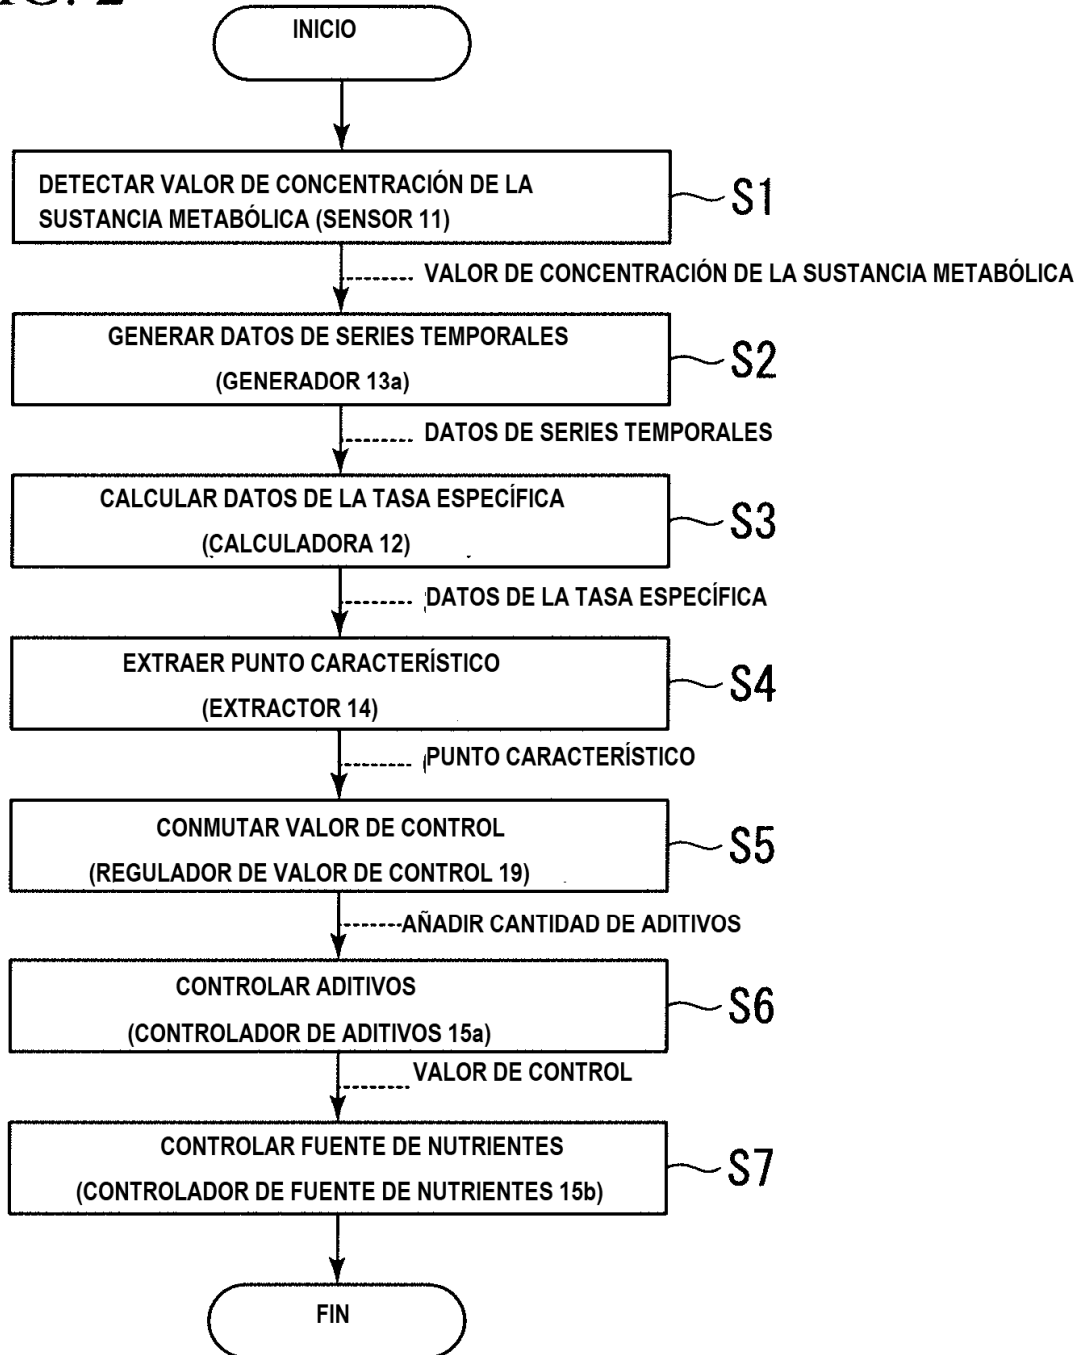 INICIO
DETECTAR VALOR DE CONCENTRACIÓN DE LA
SUSTANCIA METABÓLICA (SENSOR 11)
S1
VALOR DE CONCENTRACIÓN DE LA SUSTANCIA METABÓLICA
GENERAR DATOS DE SERIES TEMPORALES
(GENERADOR 13a)
S2
DATOS DE SERIES TEMPORALES
CALCULAR DATOS DE LA TASA ESPECÍFICA
(CALCULADORA 12)
S3
DATOS DE LA TASA ESPECÍFICA
EXTRAER PUNTO CARACTERÍSTICO
(EXTRACTOR 14)
S4
PUNTO CARACTERÍSTICO
CONMUTAR VALOR DE CONTROL
(REGULADOR DE VALOR DE CONTROL 19)
S5
AÑADIR CANTIDAD DE ADITIVOS
CONTROLAR ADITIVOS
(CONTROLADOR DE ADITIVOS 15a)
S6
VALOR DE CONTROL
CONTROLAR FUENTE DE NUTRIENTES
(CONTROLADOR DE FUENTE DE NUTRIENTES 15b)
S7
FIN